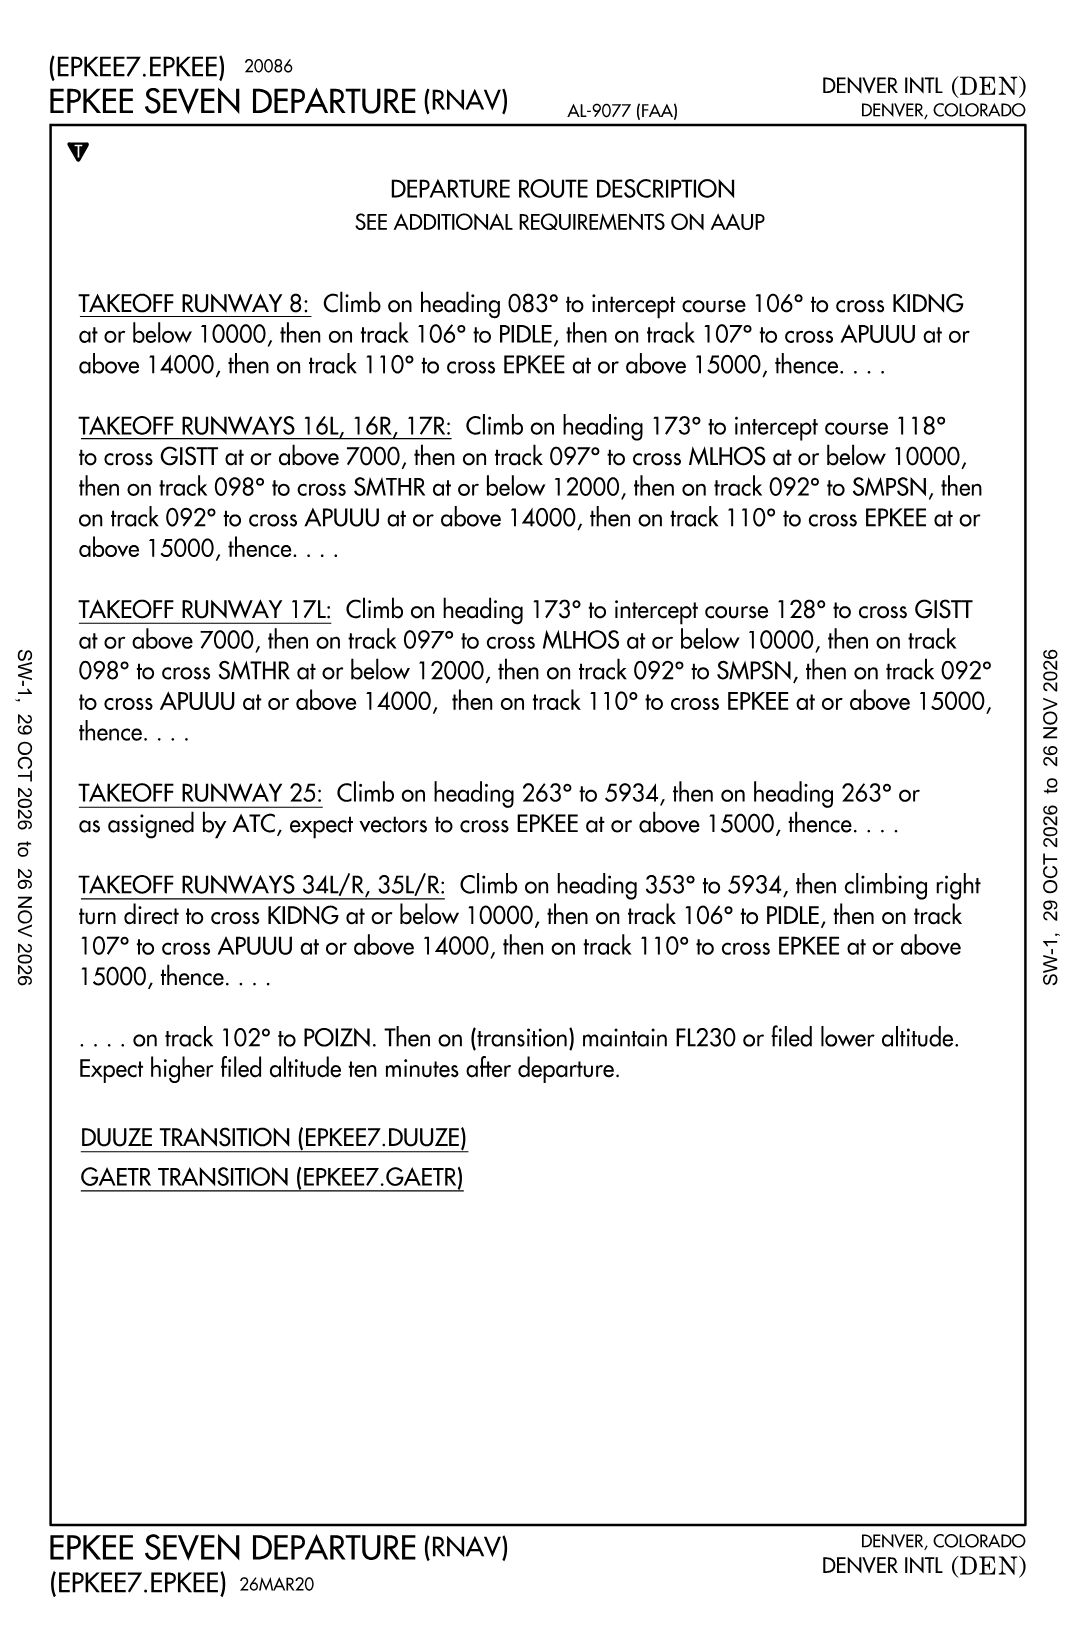 (EPKEE7.EPKEE) 20086
EPKEE SEVEN DEPARTURE (RNAV)
AL-9077 (FAA)
DENVER INTL (DEN)
DENVER, COLORADO
T
DEPARTURE ROUTE DESCRIPTION
SEE ADDITIONAL REQUIREMENTS ON AAUP
TAKEOFF RUNWAY 8: Climb on heading 083° to intercept course 106° to cross KIDNG
at or below 10000, then on track 106° to PIDLE, then on track 107° to cross APUUU at or
above 14000, then on track 110° to cross EPKEE at or above 15000, thence. . . .
TAKEOFF RUNWAYS 16L, 16R, 17R: Climb on heading 173° to intercept course 118°
to cross GISTT at or above 7000, then on track 097° to cross MLHOS at or below 10000,
then on track 098° to cross SMTHR at or below 12000, then on track 092° to SMPSN, then
on track 092° to cross APUUU at or above 14000, then on track 110° to cross EPKEE at or
above 15000, thence. . . .
TAKEOFF RUNWAY 17L: Climb on heading 173° to intercept course 128° to cross GISTT
at or above 7000, then on track 097° to cross MLHOS at or below 10000, then on track
098° to cross SMTHR at or below 12000, then on track 092° to SMPSN, then on track 092°
to cross APUUU at or above 14000, then on track 110° to cross EPKEE at or above 15000,
thence. . . .
TAKEOFF RUNWAY 25: Climb on heading 263° to 5934, then on heading 263° or
as assigned by ATC, expect vectors to cross EPKEE at or above 15000, thence. . . .
TAKEOFF RUNWAYS 34L/R, 35L/R: Climb on heading 353° to 5934, then climbing right
turn direct to cross KIDNG at or below 10000, then on track 106° to PIDLE, then on track
107° to cross APUUU at or above 14000, then on track 110° to cross EPKEE at or above
15000, thence. . . .
. . . . on track 102° to POIZN. Then on (transition) maintain FL230 or filed lower altitude.
Expect higher filed altitude ten minutes after departure.
DUUZE TRANSITION (EPKEE7.DUUZE)
GAETR TRANSITION (EPKEE7.GAETR)
SW-1, 29 OCT 2026 to 26 NOV 2026
SW-1, 29 OCT 2026 to 26 NOV 2026
EPKEE SEVEN DEPARTURE (RNAV)
(EPKEE7.EPKEE) 26MAR20
DENVER, COLORADO
DENVER INTL (DEN)